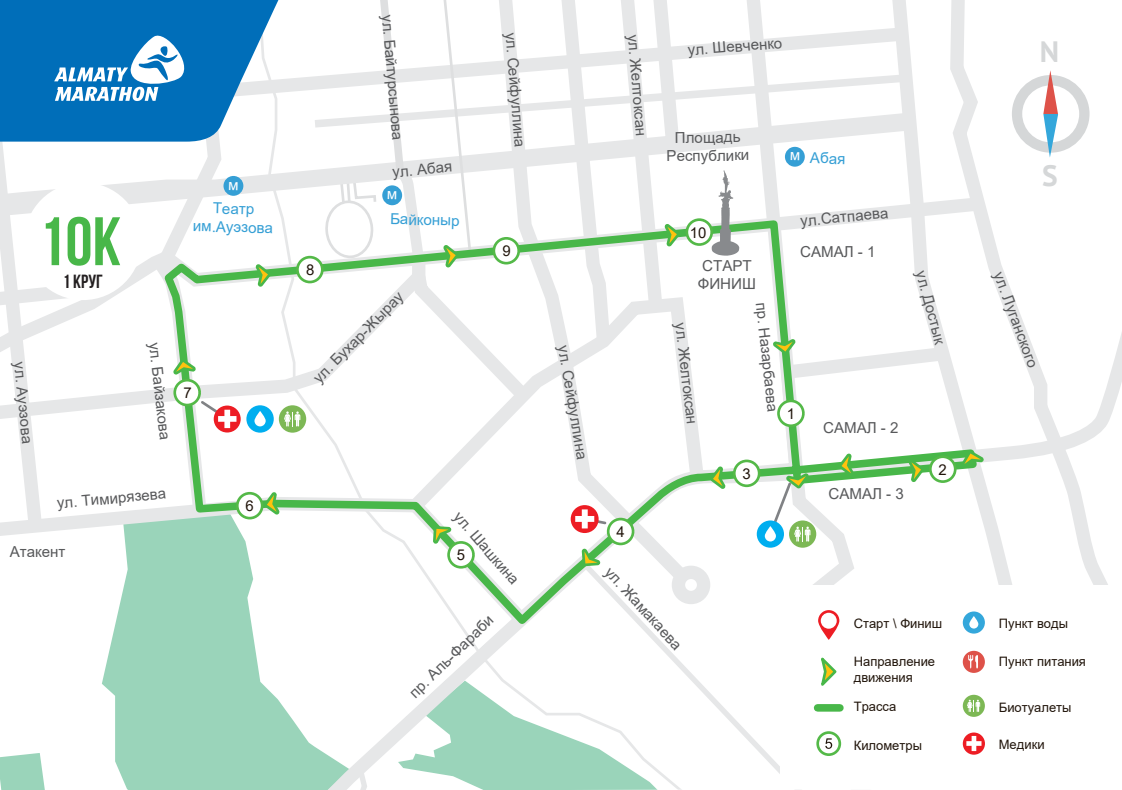 ALMATY
MARATHON
10K
1 КРУГ
N
S
ул. Шевченко
ул. Байтурсынова
ул. Сейфуллина
ул. Желтоксан
Площадь
Республики
М
Абая
ул. Абая
М
Театр
им.Ауэзова
М
Байконыр
ул.Сатпаева
САМАЛ - 1
10
9
8
СТАРТ
ФИНИШ
ул. Достык
ул. Луганского
пр. Назарбаева
ул. Бухар-Жырау
ул. Желтоксан
ул. Сейфуллина
ул. Байзакова
ул. Ауззова
7
1
САМАЛ - 2
2
3
САМАЛ - 3
ул. Тимирязева
6
Атакент
4
5
ул. Шашкина
ул. Жамакаева
пр. Аль-Фараби
Старт \ Финиш
Направление
движения
Трасса
5
Километры
Пункт воды
Пункт питания
Биотуалеты
Медики